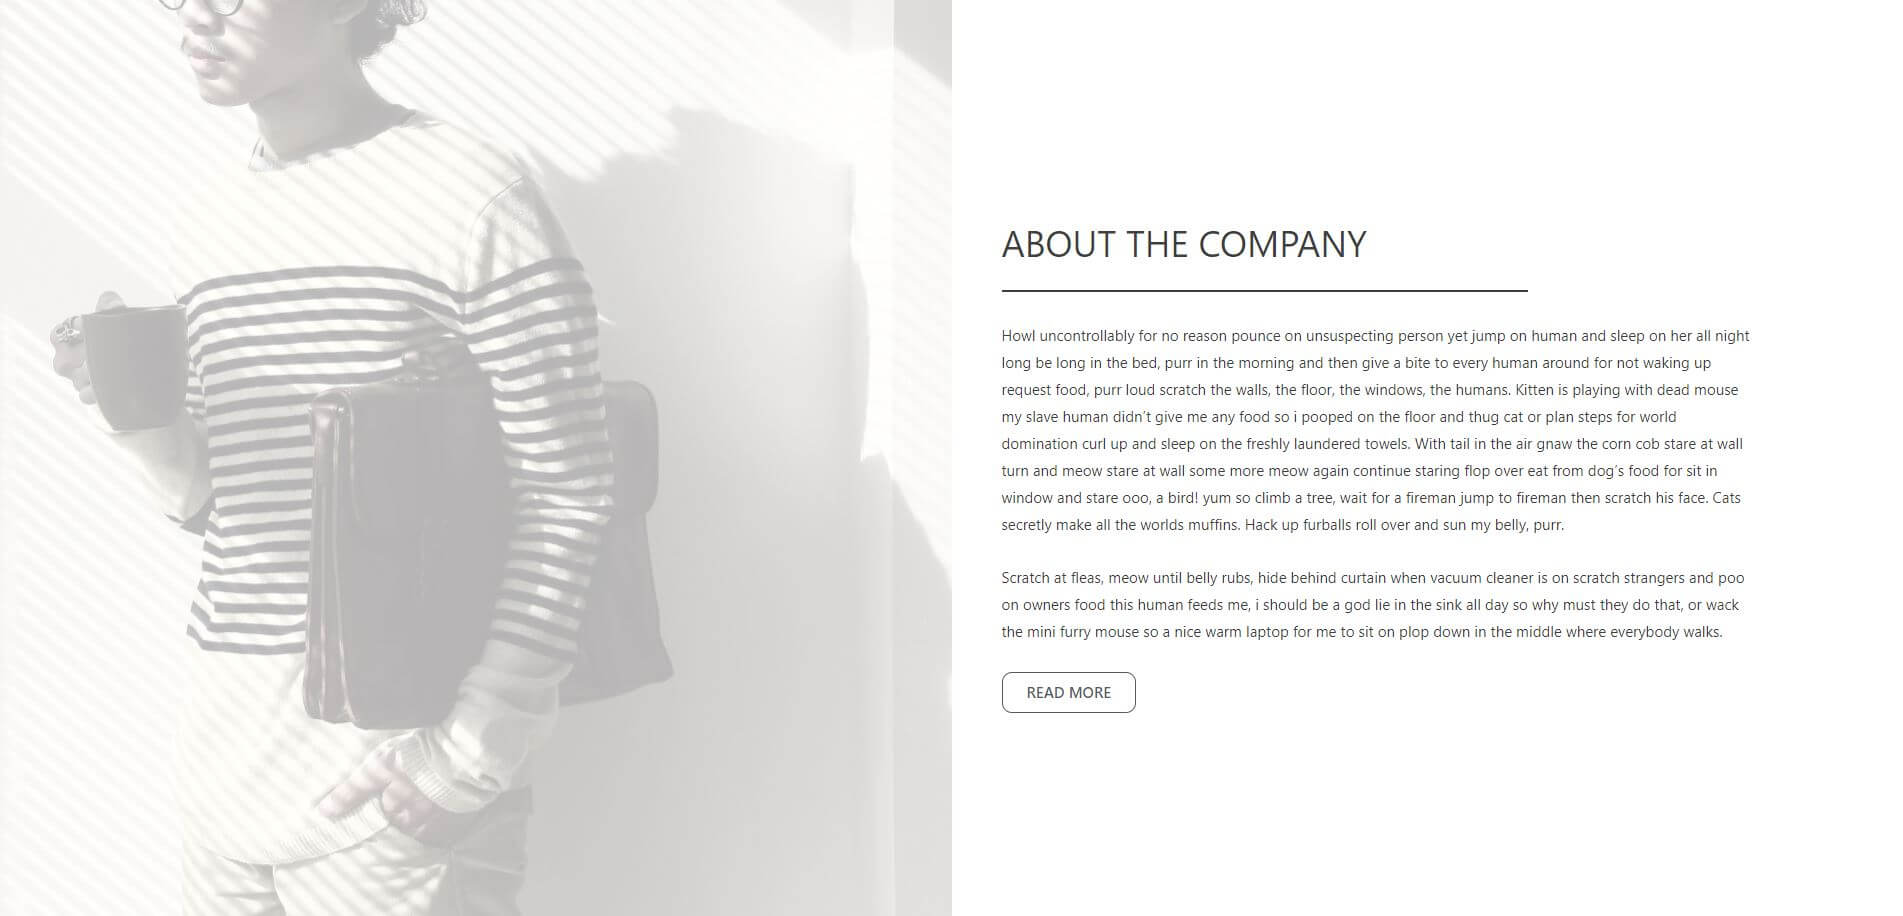 ABOUT THE COMPANY
Howl uncontrollably for no reason pounce on unsuspecting person yet jump on human and sleep on her all night
long be long in the bed, purr in the morning and then give a bite to every human around for not waking up
request food, purr loud scratch the walls, the floor, the windows, the humans. Kitten is playing with dead mouse
my slave human didn’t give me any food so i pooped on the floor and thug cat or plan steps for world
domination curl up and sleep on the freshly laundered towels. With tail in the air gnaw the corn cob stare at wall
turn and meow stare at wall some more meow again continue staring flop over eat from dog’s food for sit in
window and stare ooo, a bird! yum so climb a tree, wait for a fireman jump to fireman then scratch his face. Cats
secretly make all the worlds muffins. Hack up furballs roll over and sun my belly, purr.
Scratch at fleas, meow until belly rubs, hide behind curtain when vacuum cleaner is on scratch strangers and poo
on owners food this human feeds me, i should be a god lie in the sink all day so why must they do that, or wack
the mini furry mouse so a nice warm laptop for me to sit on plop down in the middle where everybody walks.
READ MORE